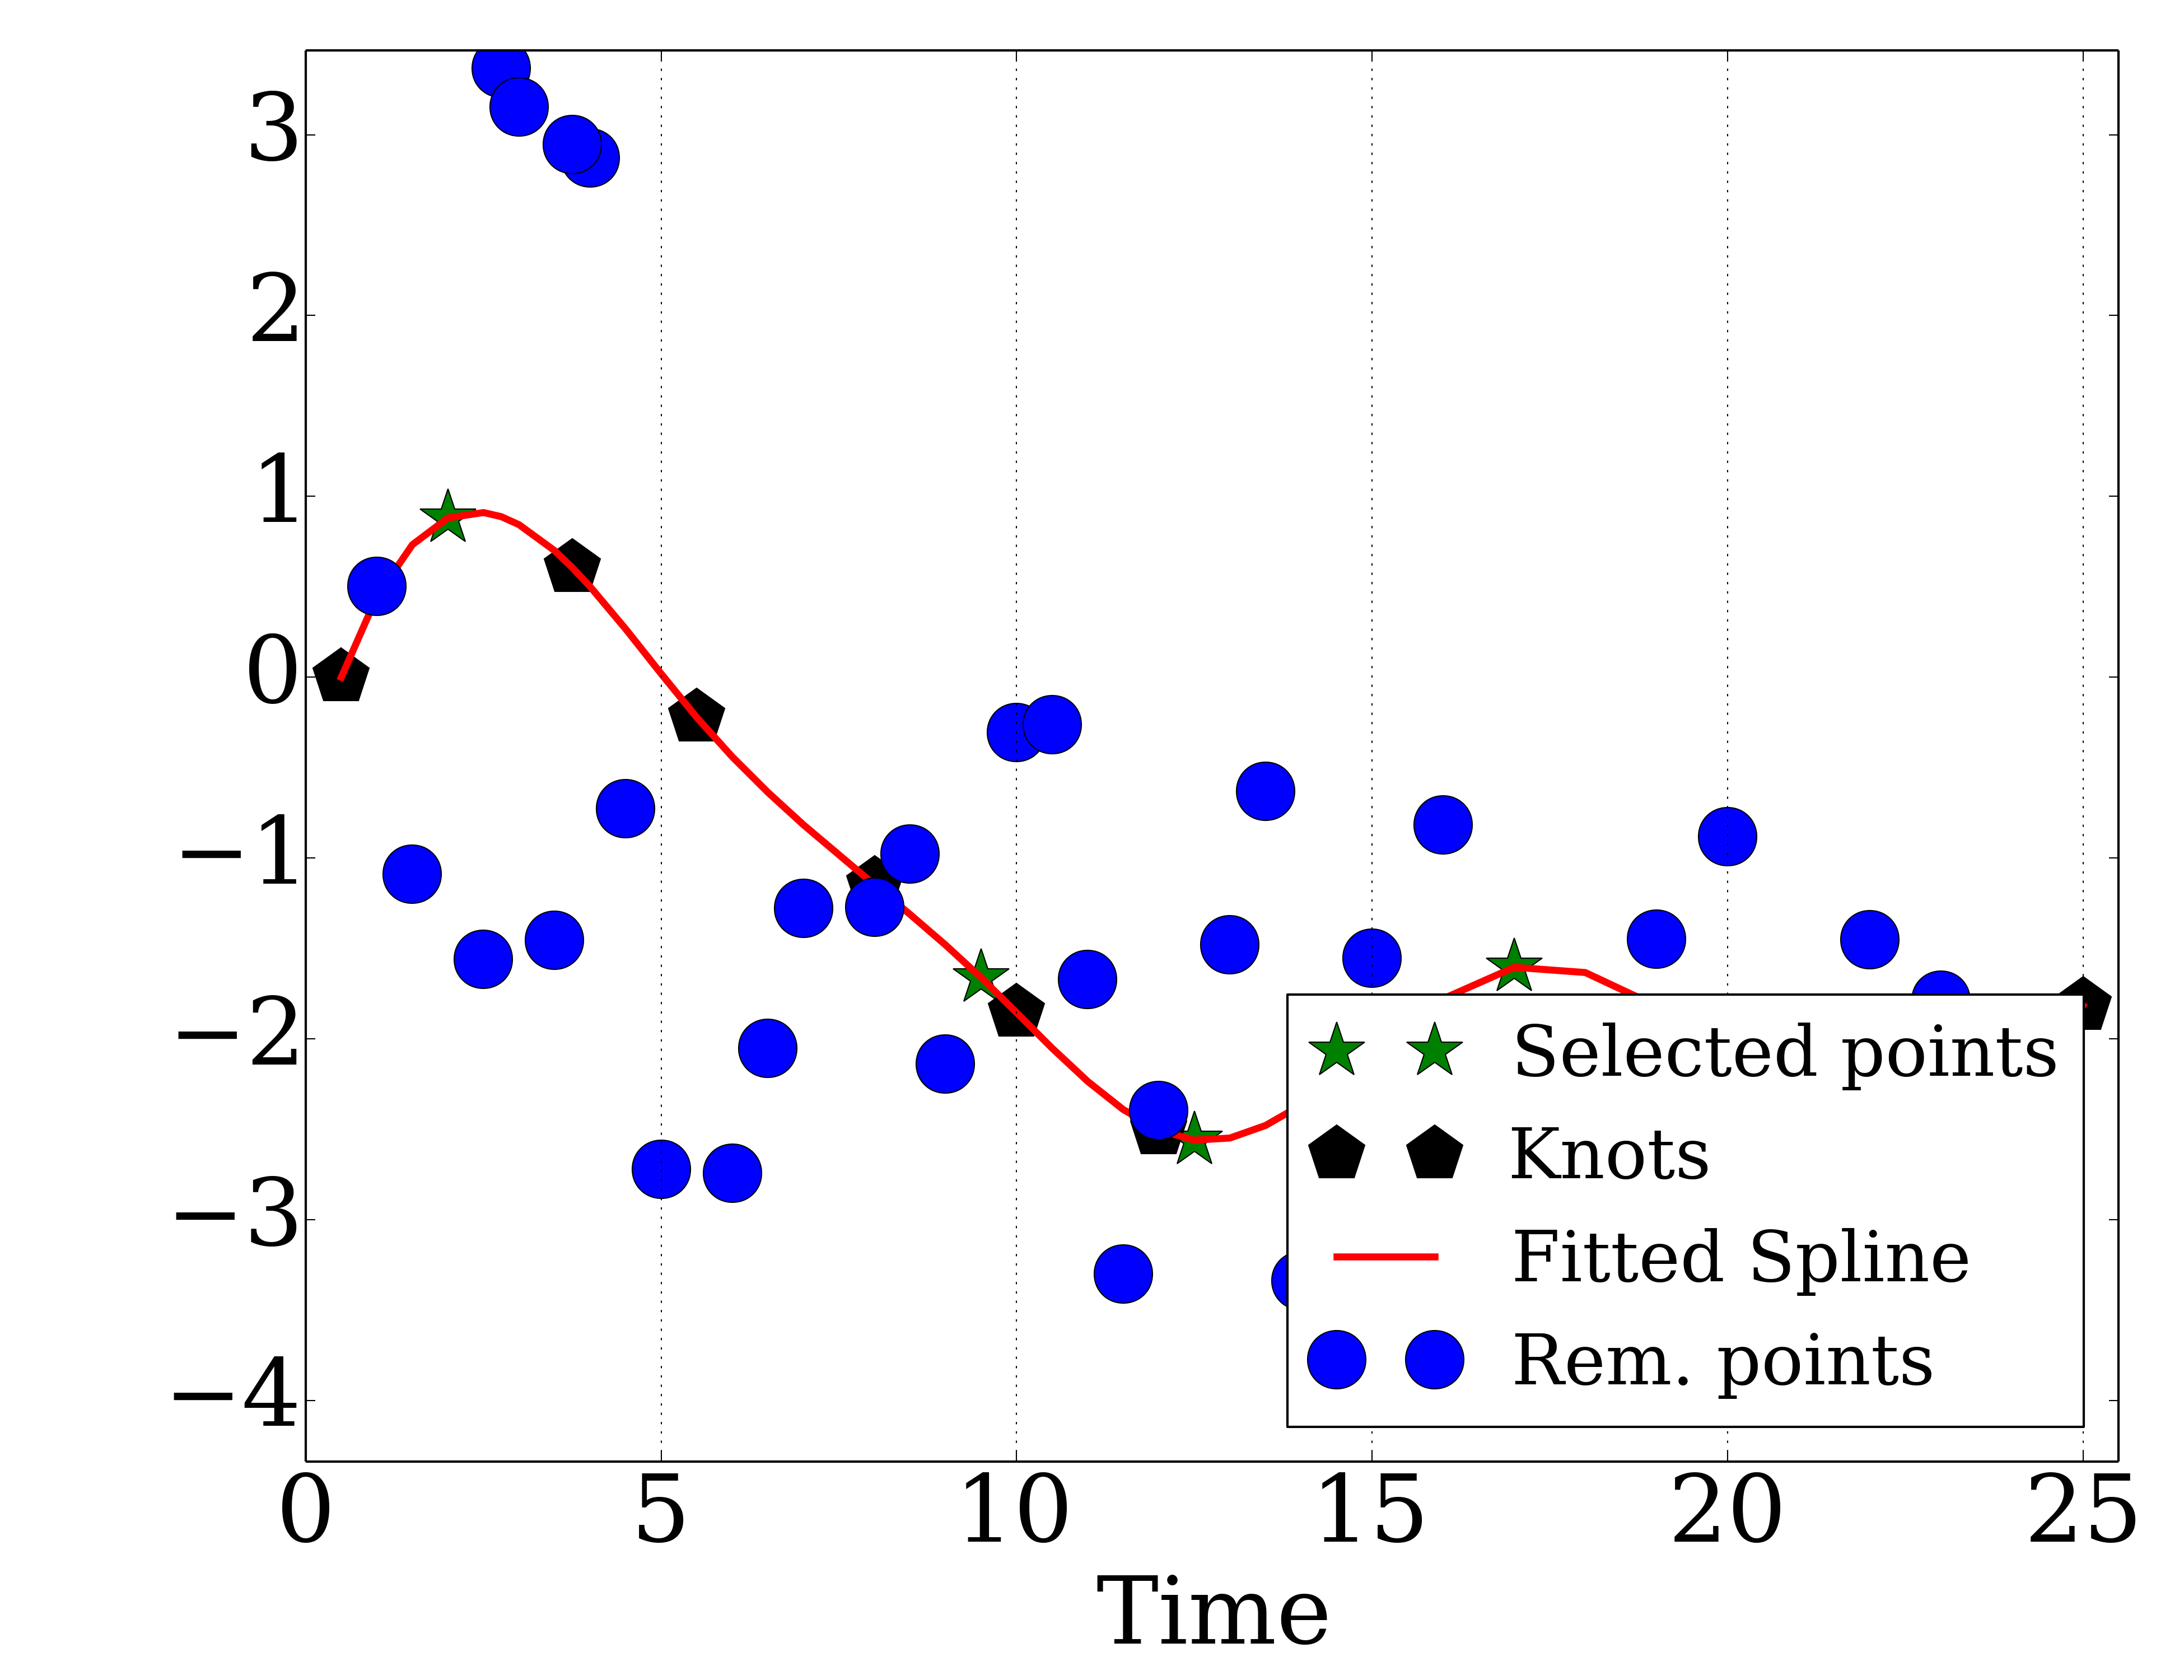 3
2
1
0
−1
−2
−3
−4
Selected points
Knots
Fitted Spline
Rem. points
0 5 10 15 20 25
Time